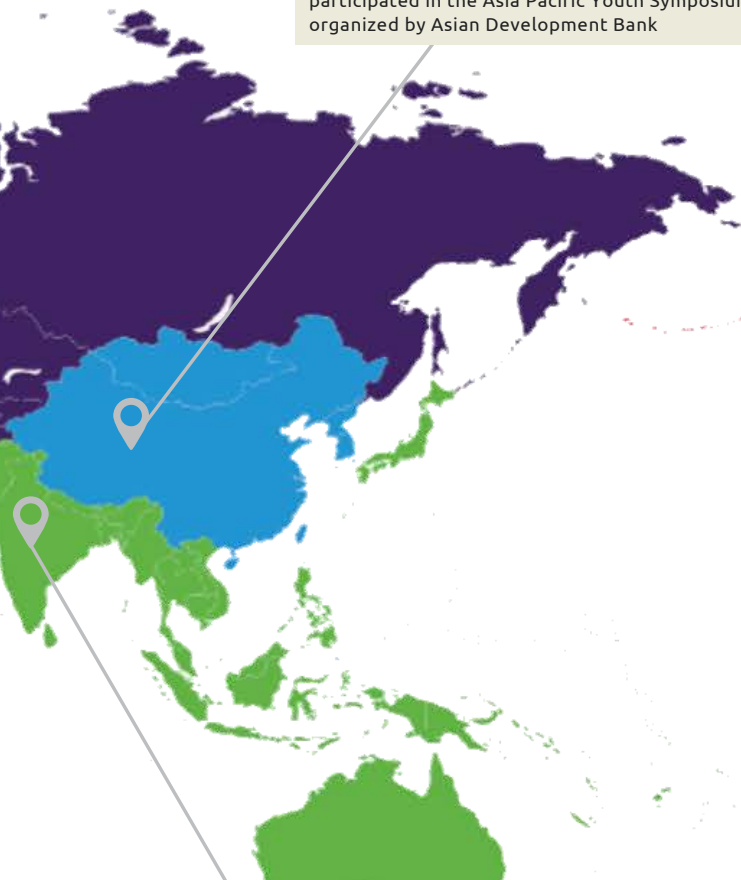 participated in the Asia Pacific Youth
organized by Asian Development Bank